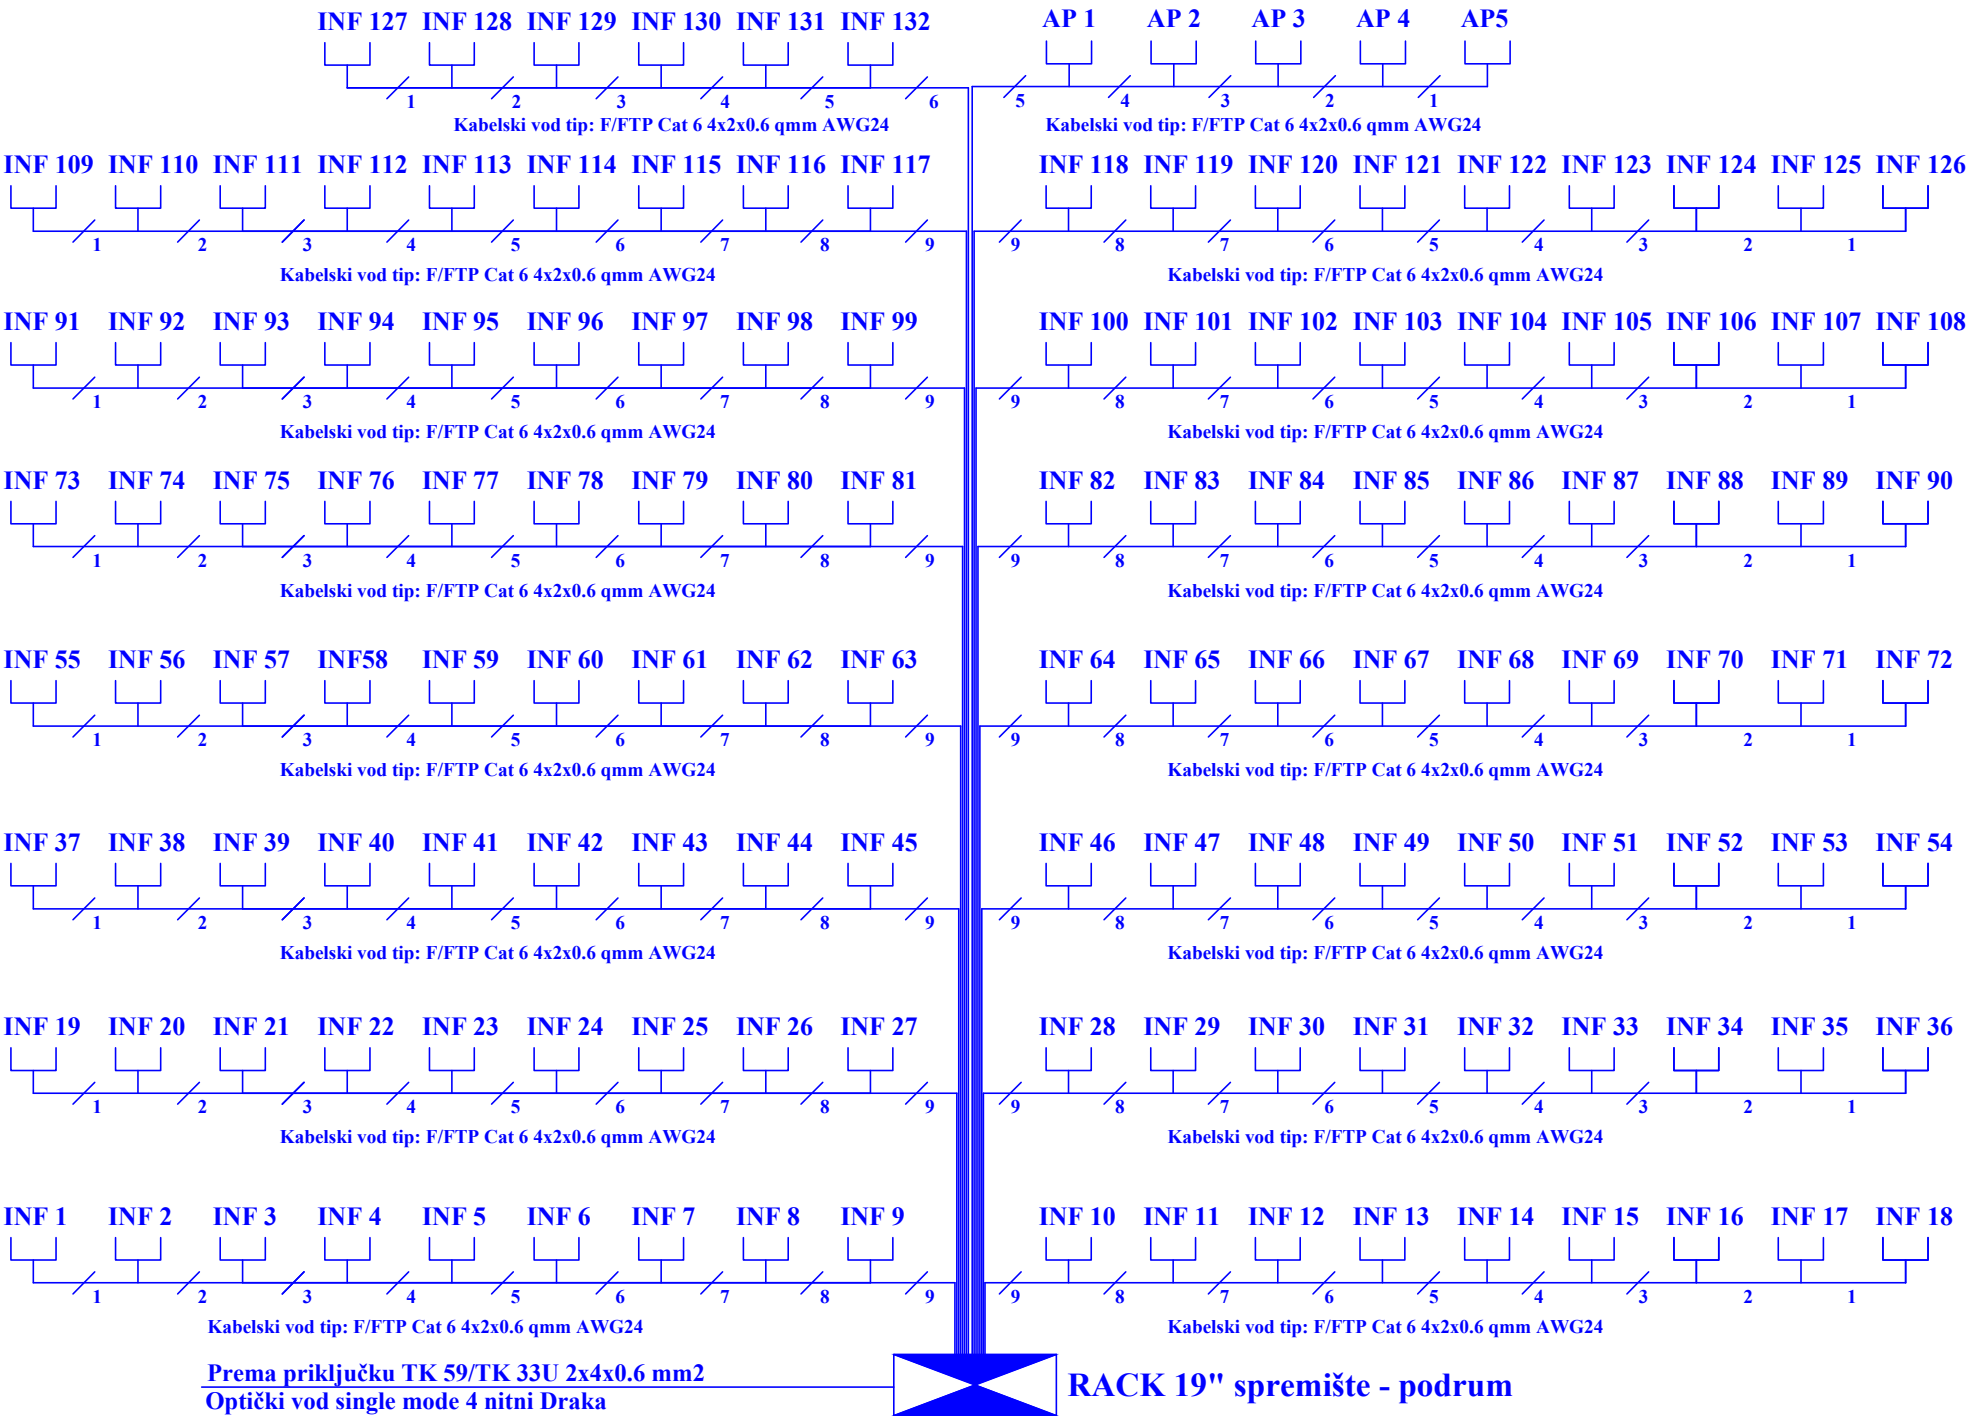 INF 127 INF 128 INF 129 INF 130 INF 131 INF 132 AP 1 AP 2 AP 3 AP 4 AP5
1 2 3 4 5 6 5 4 3 2 1
Kabelski vod tip: F/FTP Cat 6 4x2x0.6 qmm AWG24 Kabelski vod tip: F/FTP Cat 6 4x2x0.6 qmm AWG24
INF 109 INF 110 INF 111 INF 112 INF 113 INF 114 INF 115 INF 116 INF 117 INF 118 INF 119 INF 120 INF 121 INF 122 INF 123 INF 124 INF 125 INF 126
1 2 3 4 5 6 7 8 9 9 8 7 6 5 4 3 2 1
Kabelski vod tip: F/FTP Cat 6 4x2x0.6 qmm AWG24 Kabelski vod tip: F/FTP Cat 6 4x2x0.6 qmm AWG24
INF 91 INF 92 INF 93 INF 94 INF 95 INF 96 INF 97 INF 98 INF 99 INF 100 INF 101 INF 102 INF 103 INF 104 INF 105 INF 106 INF 107 INF 108
1 2 3 4 5 6 7 8 9 9 8 7 6 5 4 3 2 1
Kabelski vod tip: F/FTP Cat 6 4x2x0.6 qmm AWG24 Kabelski vod tip: F/FTP Cat 6 4x2x0.6 qmm AWG24
INF 73 INF 74 INF 75 INF 76 INF 77 INF 78 INF 79 INF 80 INF 81 INF 82 INF 83 INF 84 INF 85 INF 86 INF 87 INF 88 INF 89 INF 90
1 2 3 4 5 6 7 8 9 9 8 7 6 5 4 3 2 1
Kabelski vod tip: F/FTP Cat 6 4x2x0.6 qmm AWG24 Kabelski vod tip: F/FTP Cat 6 4x2x0.6 qmm AWG24
INF 55 INF 56 INF 57 INF58 INF 59 INF 60 INF 61 INF 62 INF 63 INF 64 INF 65 INF 66 INF 67 INF 68 INF 69 INF 70 INF 71 INF 72
1 2 3 4 5 6 7 8 9 9 8 7 6 5 4 3 2 1
Kabelski vod tip: F/FTP Cat 6 4x2x0.6 qmm AWG24 Kabelski vod tip: F/FTP Cat 6 4x2x0.6 qmm AWG24
INF 37 INF 38 INF 39 INF 40 INF 41 INF 42 INF 43 INF 44 INF 45 INF 46 INF 47 INF 48 INF 49 INF 50 INF 51 INF 52 INF 53 INF 54
1 2 3 4 5 6 7 8 9 9 8 7 6 5 4 3 2 1
Kabelski vod tip: F/FTP Cat 6 4x2x0.6 qmm AWG24 Kabelski vod tip: F/FTP Cat 6 4x2x0.6 qmm AWG24
INF 19 INF 20 INF 21 INF 22 INF 23 INF 24 INF 25 INF 26 INF 27 INF 28 INF 29 INF 30 INF 31 INF 32 INF 33 INF 34 INF 35 INF 36
1 2 3 4 5 6 7 8 9 9 8 7 6 5 4 3 2 1
Kabelski vod tip: F/FTP Cat 6 4x2x0.6 qmm AWG24 Kabelski vod tip: F/FTP Cat 6 4x2x0.6 qmm AWG24
INF 1 INF 2 INF 3 INF 4 INF 5 INF 6 INF 7 INF 8 INF 9 INF 10 INF 11 INF 12 INF 13 INF 14 INF 15 INF 16 INF 17 INF 18
1 2 3 4 5 6 7 8 9 9 8 7 6 5 4 3 2 1
Kabelski vod tip: F/FTP Cat 6 4x2x0.6 qmm AWG24 Kabelski vod tip: F/FTP Cat 6 4x2x0.6 qmm AWG24
Prema priključku TK 59/TK 33U 2x4x0.6 mm2
Optički vod single mode 4 nitni Draka
RACK 19" spremište - podrum